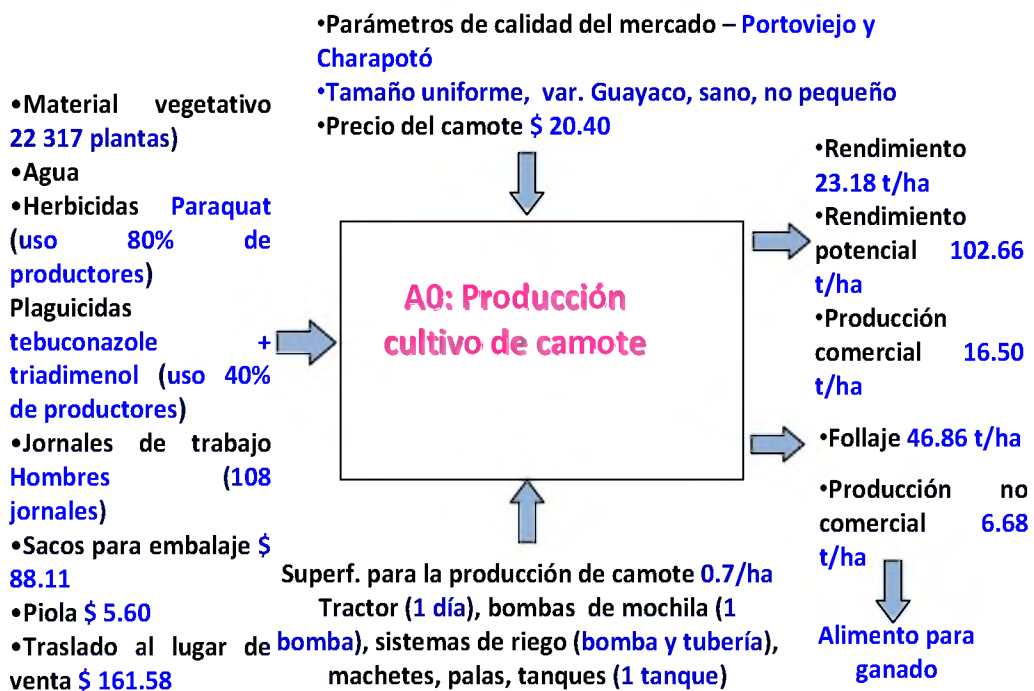 •Parámetros de calidad del mercado – Portoviejo y
Charapotó
•Tamaño uniforme, var. Guayaco, sano, no pequeño
•Precio del camote $ 20.40
•Material vegetativo
22 317 plantas)
•Agua
•Herbicidas Paraquat
(uso 80% de
productores)
Plaguicidas
tebuconazole +
triadimenol (uso 40%
de productores)
•Jornales de trabajo
Hombres (108
jornales)
•Sacos para embalaje $
88.11
•Piola $ 5.60
•Traslado al lugar de
venta $ 161.58
A0: Producción
cultivo de camote
•Rendimiento
23.18 t/ha
•Rendimiento
potencial 102.66
t/ha
•Producción
comercial 16.50
t/ha
•Follaje 46.86 t/ha
•Producción no
comercial 6.68
t/ha
Alimento para
ganado
Superf. para la producción de camote 0.7/ha
Tractor (1 día), bombas de mochila (1
bomba), sistemas de riego (bomba y tubería),
machetes, palas, tanques (1 tanque)